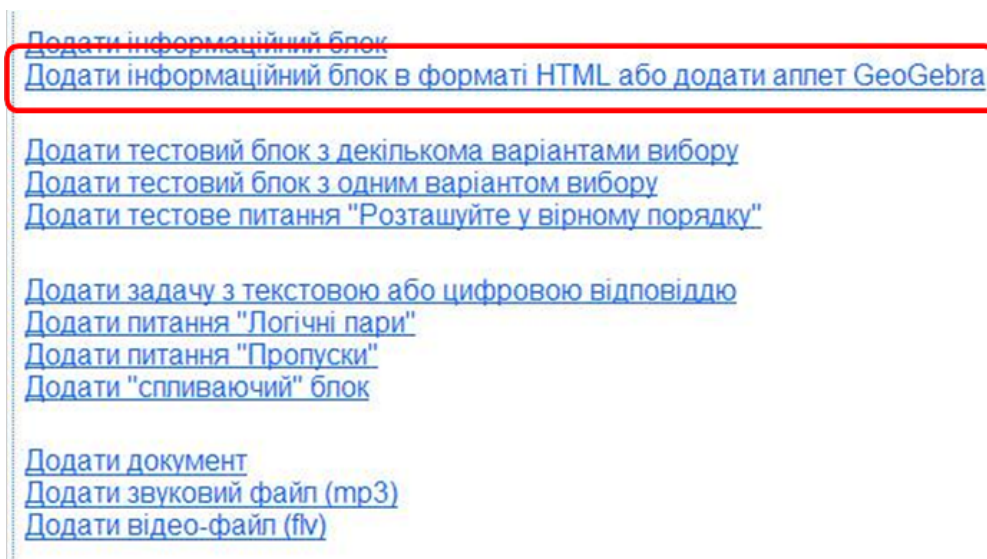 Додати інформаційний блок
Додати інформаційний блок в форматі HTML або додати аплет GeoGebra
Додати тестовий блок з декількома варіантами вибору
Додати тестовий блок з одним варіантом вибору
Додати тестове питання "Розташуйте у вірному порядку"
Додати задачу з текстовою або цифровою відповіддю
Додати питання "Логічні пари"
Додати питання "Пропуски"
Додати "спливаючий" блок
Додати документ
Додати звуковий файл (mp3)
Додати відео-файл (flv)